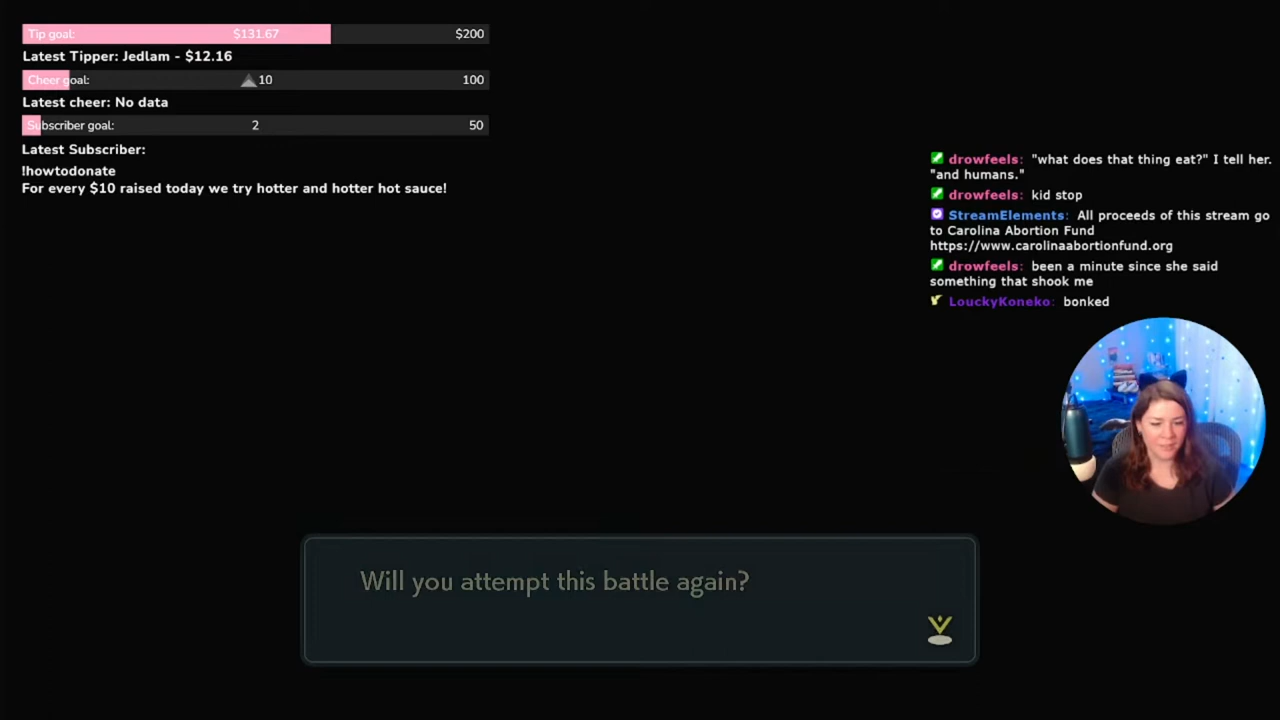 Tip goal: $131.67 $200
Latest Tipper: Jedlam - $12.16
Cheer goal: 10 100
Latest cheer: No data
Subscriber goal: 2 50
Latest Subscriber:
!howtodonate
For every $10 raised today we try hotter and hotter hot sauce!
drowfeels: "what does that thing eat?" I tell her.
"and humans."
drowfeels: kid stop
StreamElements: All proceeds of this stream go
to Carolina Abortion Fund
https://www.carolinaabortionfund.org
drowfeels: been a minute since she said
something that shook me
LouckyKoneko: bonked
Will you attempt this battle again?